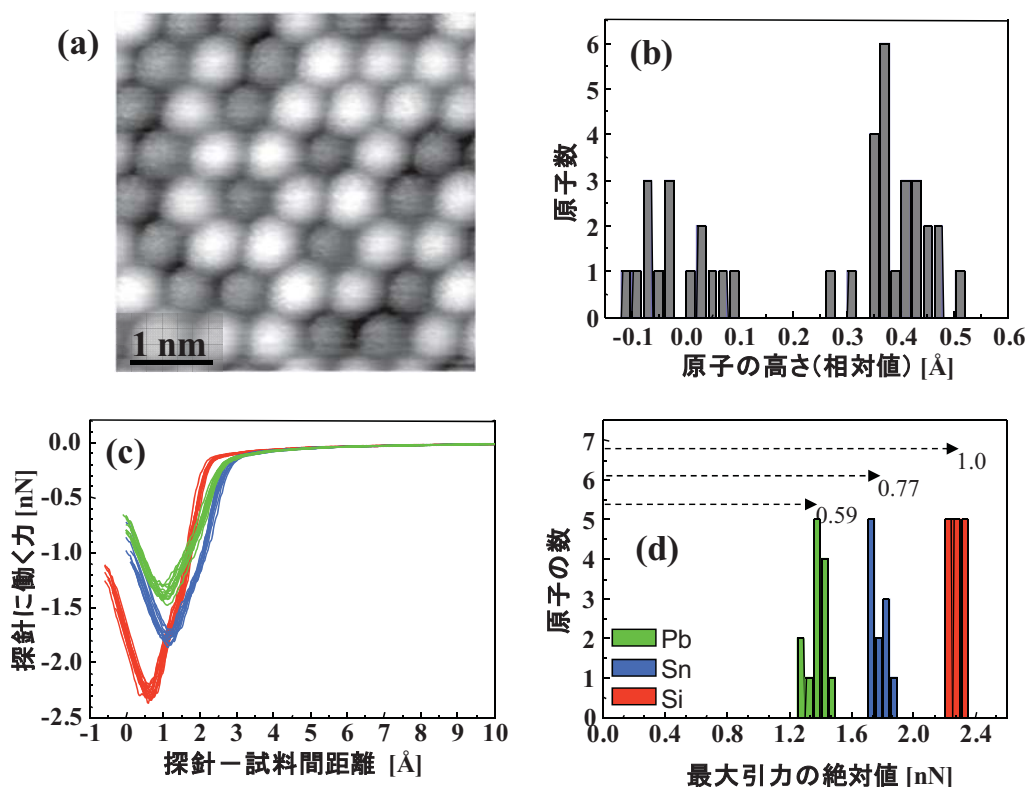 (a)
1 nm
(b)
原子数
6
5
4
3
2
1
0
-0.1 0.0 0.1 0.2 0.3 0.4 0.5 0.6
原子の高さ(相対値) [Å]
(c)
探針に働く力 [nN]
0.0
-0.5
-1.0
-1.5
-2.0
-2.5
-1 0 1 2 3 4 5 6 7 8 9 10
探針－試料間距離 [Å]
(d)
原子の数
7
6
5
4
3
2
1
0
1.0
0.77
0.59
Pb
Sn
Si
0.0 0.4 0.8 1.2 1.6 2.0 2.4
最大引力の絶対値 [nN]